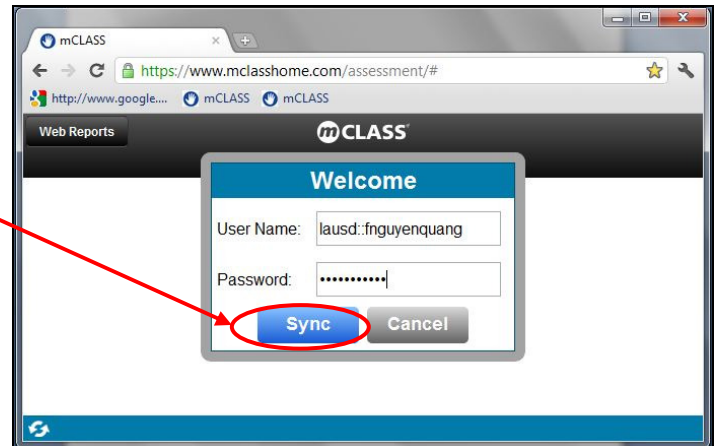 mCLASS
https://www.mclasshome.com/assessment/#
http://www.google.... mCLASS mCLASS
Web Reports
mCLASS
Welcome
User Name: lausd::fnguyenquang
Password: •••••••••••
Sync Cancel